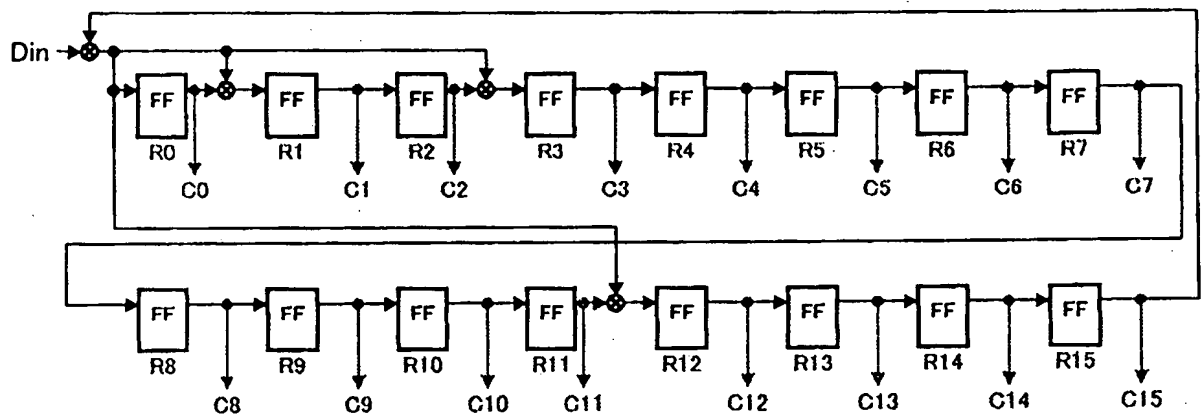 Din
FF FF FF FF FF FF FF FF
R0 R1 R2 R3 R4 R5 R6 R7
C0 C1 C2 C3 C4 C5 C6 C7
FF FF FF FF FF FF FF FF
R8 R9 R10 R11 R12 R13 R14 R15
C8 C9 C10 C11 C12 C13 C14 C15